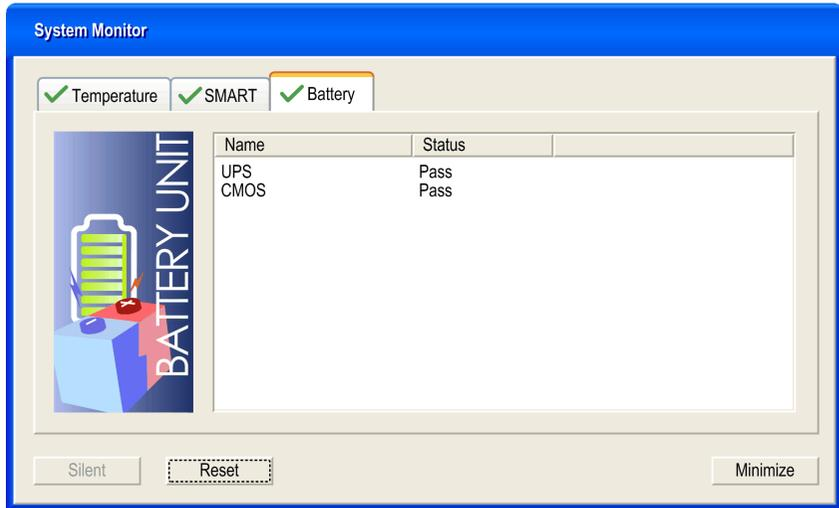 System Monitor
Temperature SMART Battery
BATTERY UNIT
Name Status
UPS Pass
CMOS Pass
Silent Reset Minimize